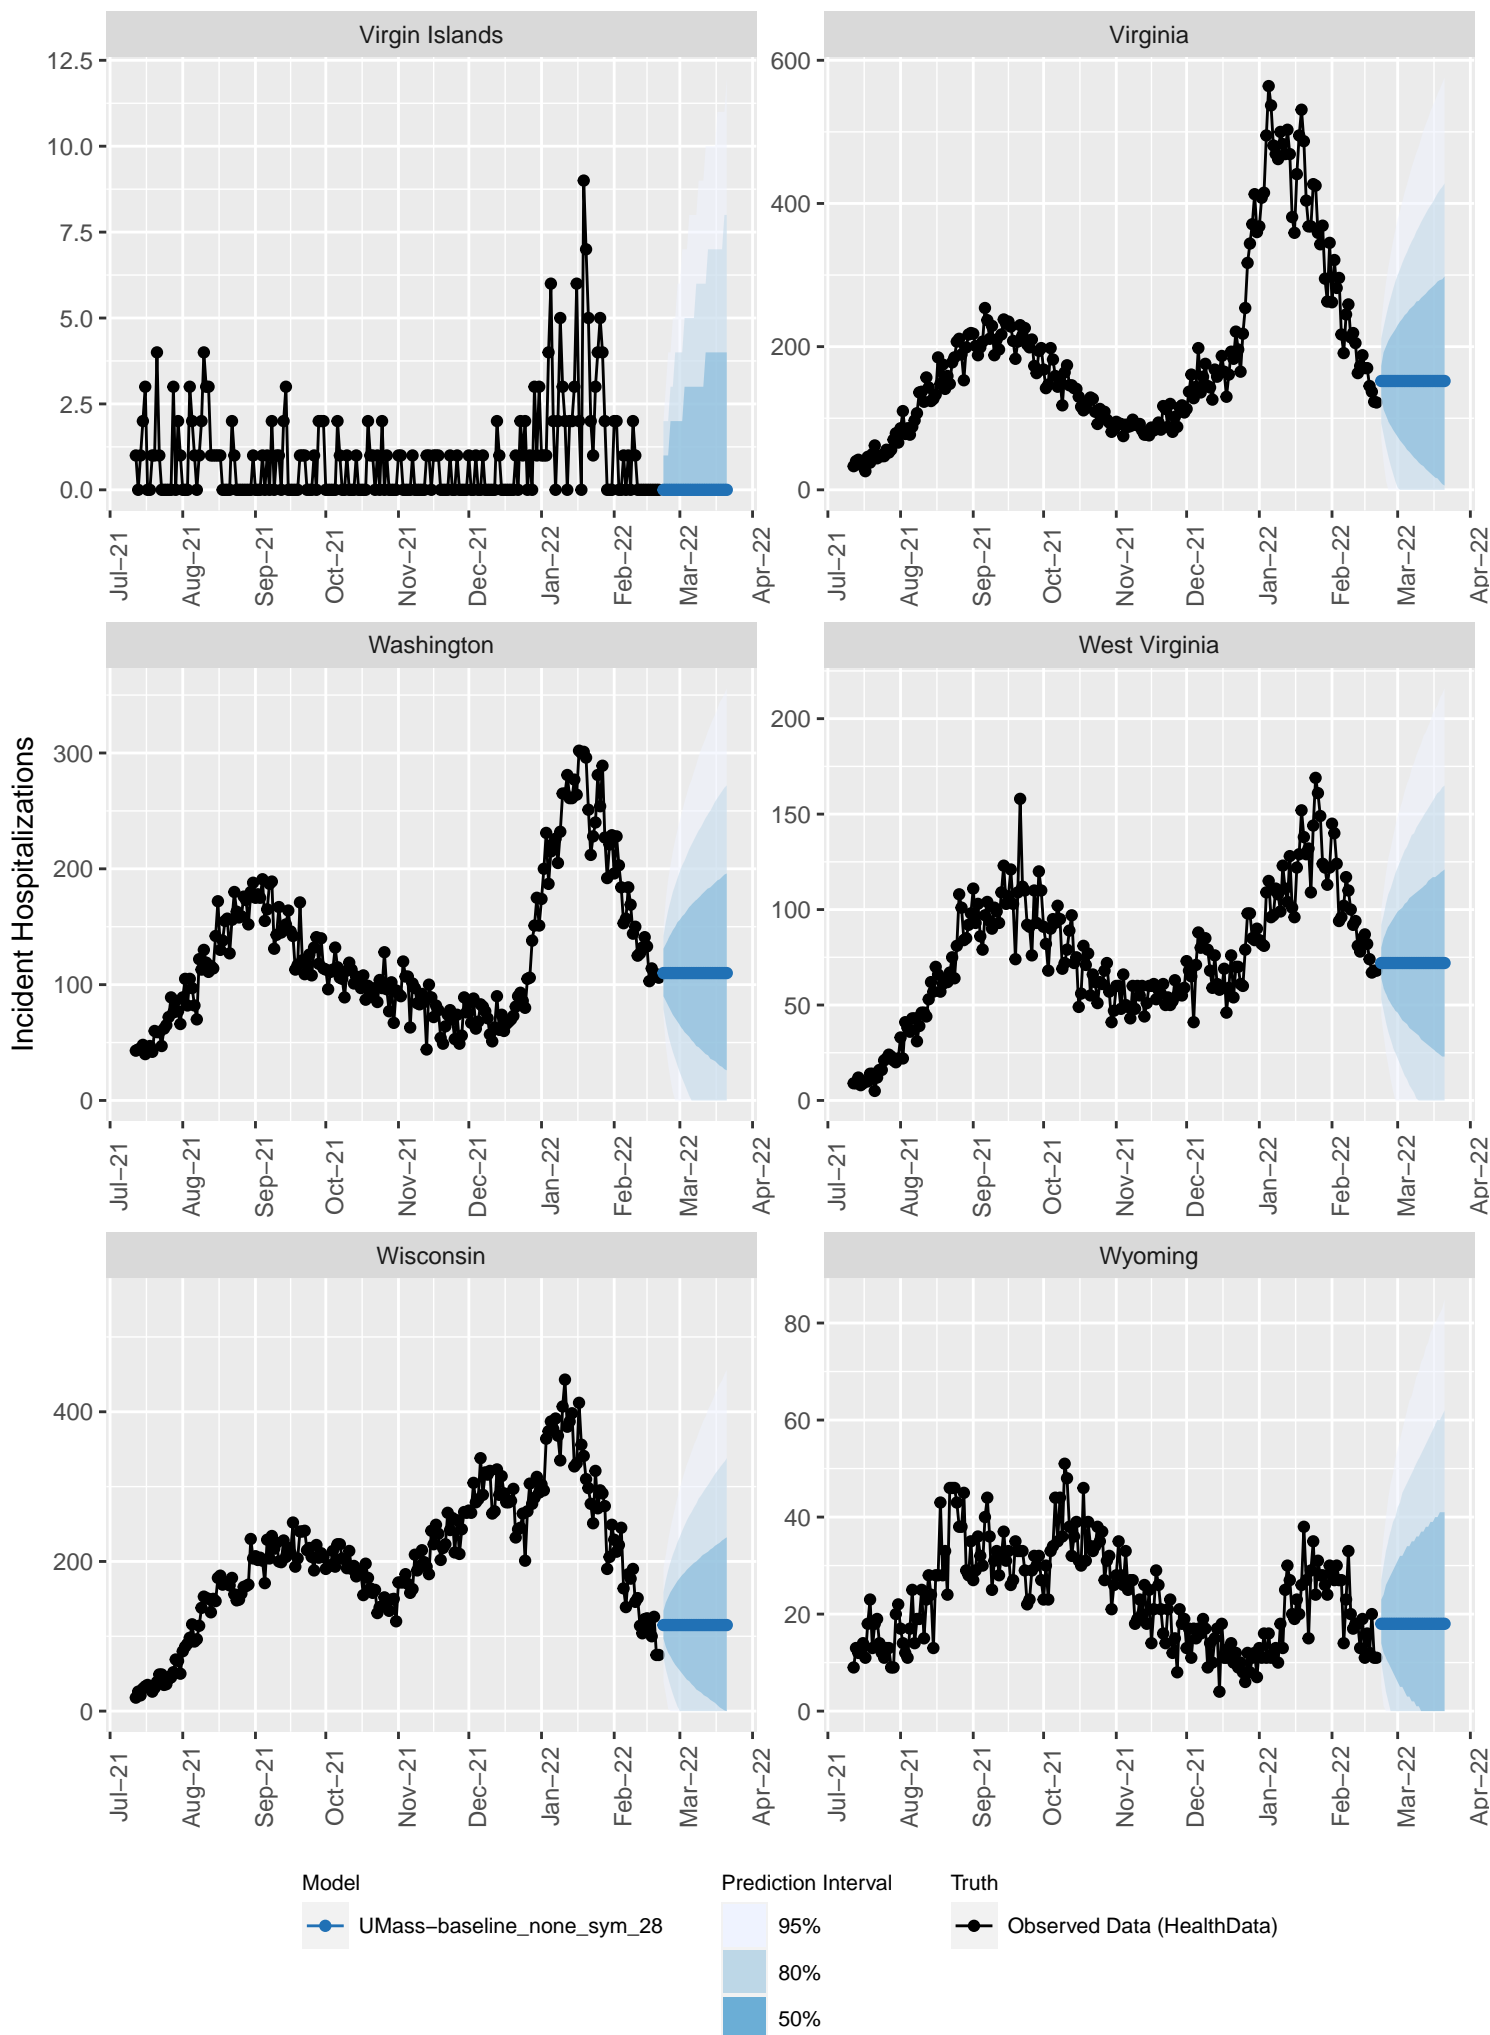 Virgin Islands
Virginia
12.5
10.0
7.5
5.0
2.5
0.0
600
400
200
0
Jul−21
Aug−21
Sep−21
Oct−21
Nov−21
Dec−21
Jan−22
Feb−22
Mar−22
Apr−22
Jul−21
Aug−21
Sep−21
Oct−21
Nov−21
Dec−21
Jan−22
Feb−22
Mar−22
Apr−22
Incident Hospitalizations
Washington
West Virginia
300
200
100
0
200
150
100
50
0
Jul−21
Aug−21
Sep−21
Oct−21
Nov−21
Dec−21
Jan−22
Feb−22
Mar−22
Apr−22
Jul−21
Aug−21
Sep−21
Oct−21
Nov−21
Dec−21
Jan−22
Feb−22
Mar−22
Apr−22
Wisconsin
Wyoming
400
200
0
80
60
40
20
0
Jul−21
Aug−21
Sep−21
Oct−21
Nov−21
Dec−21
Jan−22
Feb−22
Mar−22
Apr−22
Jul−21
Aug−21
Sep−21
Oct−21
Nov−21
Dec−21
Jan−22
Feb−22
Mar−22
Apr−22
Model
UMass−baseline_none_sym_28
Prediction Interval
95%
80%
50%
Truth
Observed Data (HealthData)